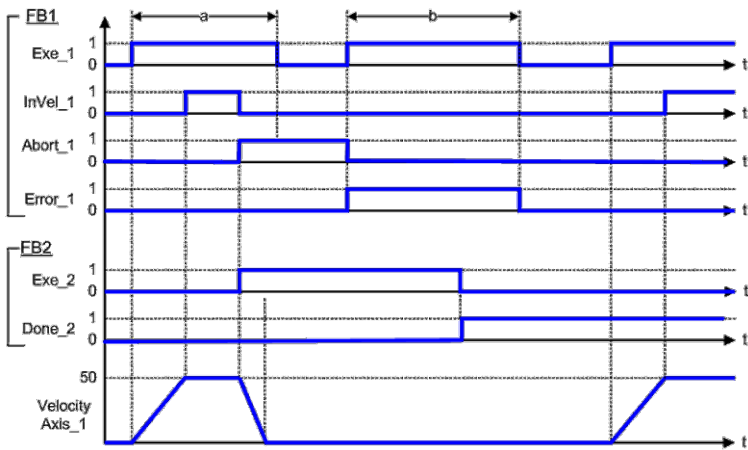 FB1
a
b
1
Exe_1
0
t
1
InVel_1
0
t
1
Abort_1
0
t
1
Error_1
0
t
FB2
1
Exe_2
0
t
1
Done_2
0
t
50
Velocity
Axis_1
t